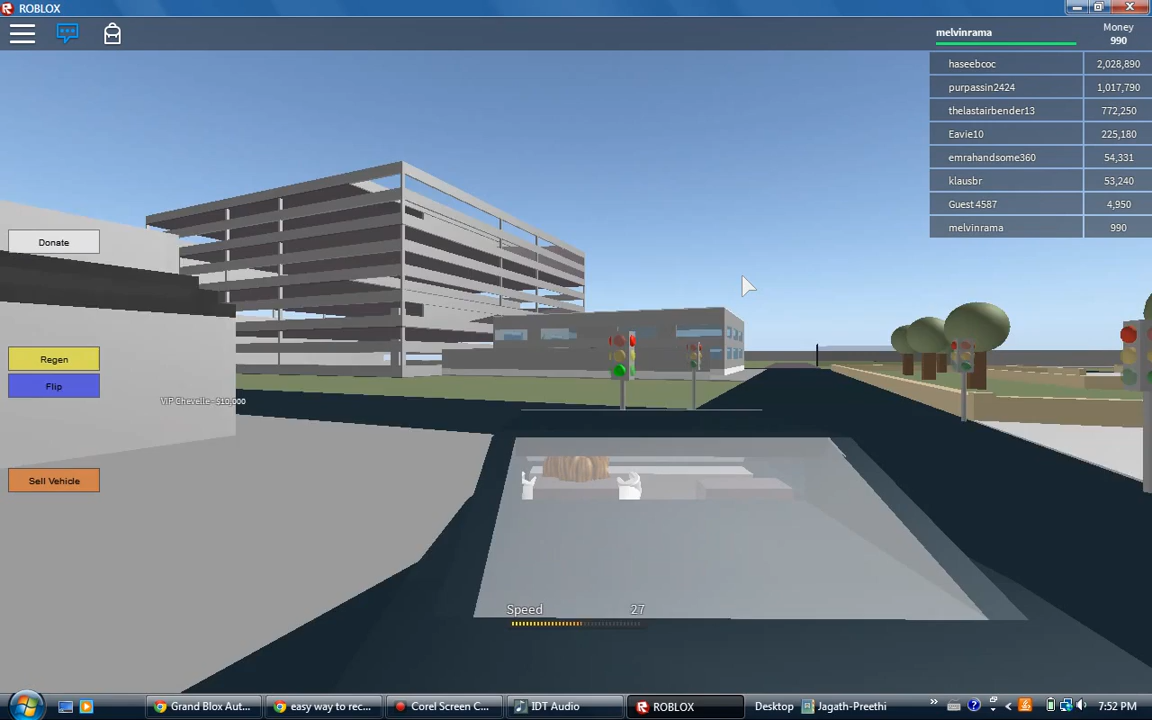 ROBLOX
melvinrama
Money
990
haseebcoc 2,028,890
purpassin2424 1,017,790
thelastairbender13 772,250
Eavie10 225,180
emrahandsome360 54,331
klausbr 53,240
Guest 4587 4,950
melvinrama 990
Donate
Regen
Flip
VIP Chevelle - $10,000
Sell Vehicle
Speed 27
Grand Blox Aut...
easy way to rec...
Corel Screen C...
IDT Audio
ROBLOX
Desktop
Jagath-Preethi
7:52 PM